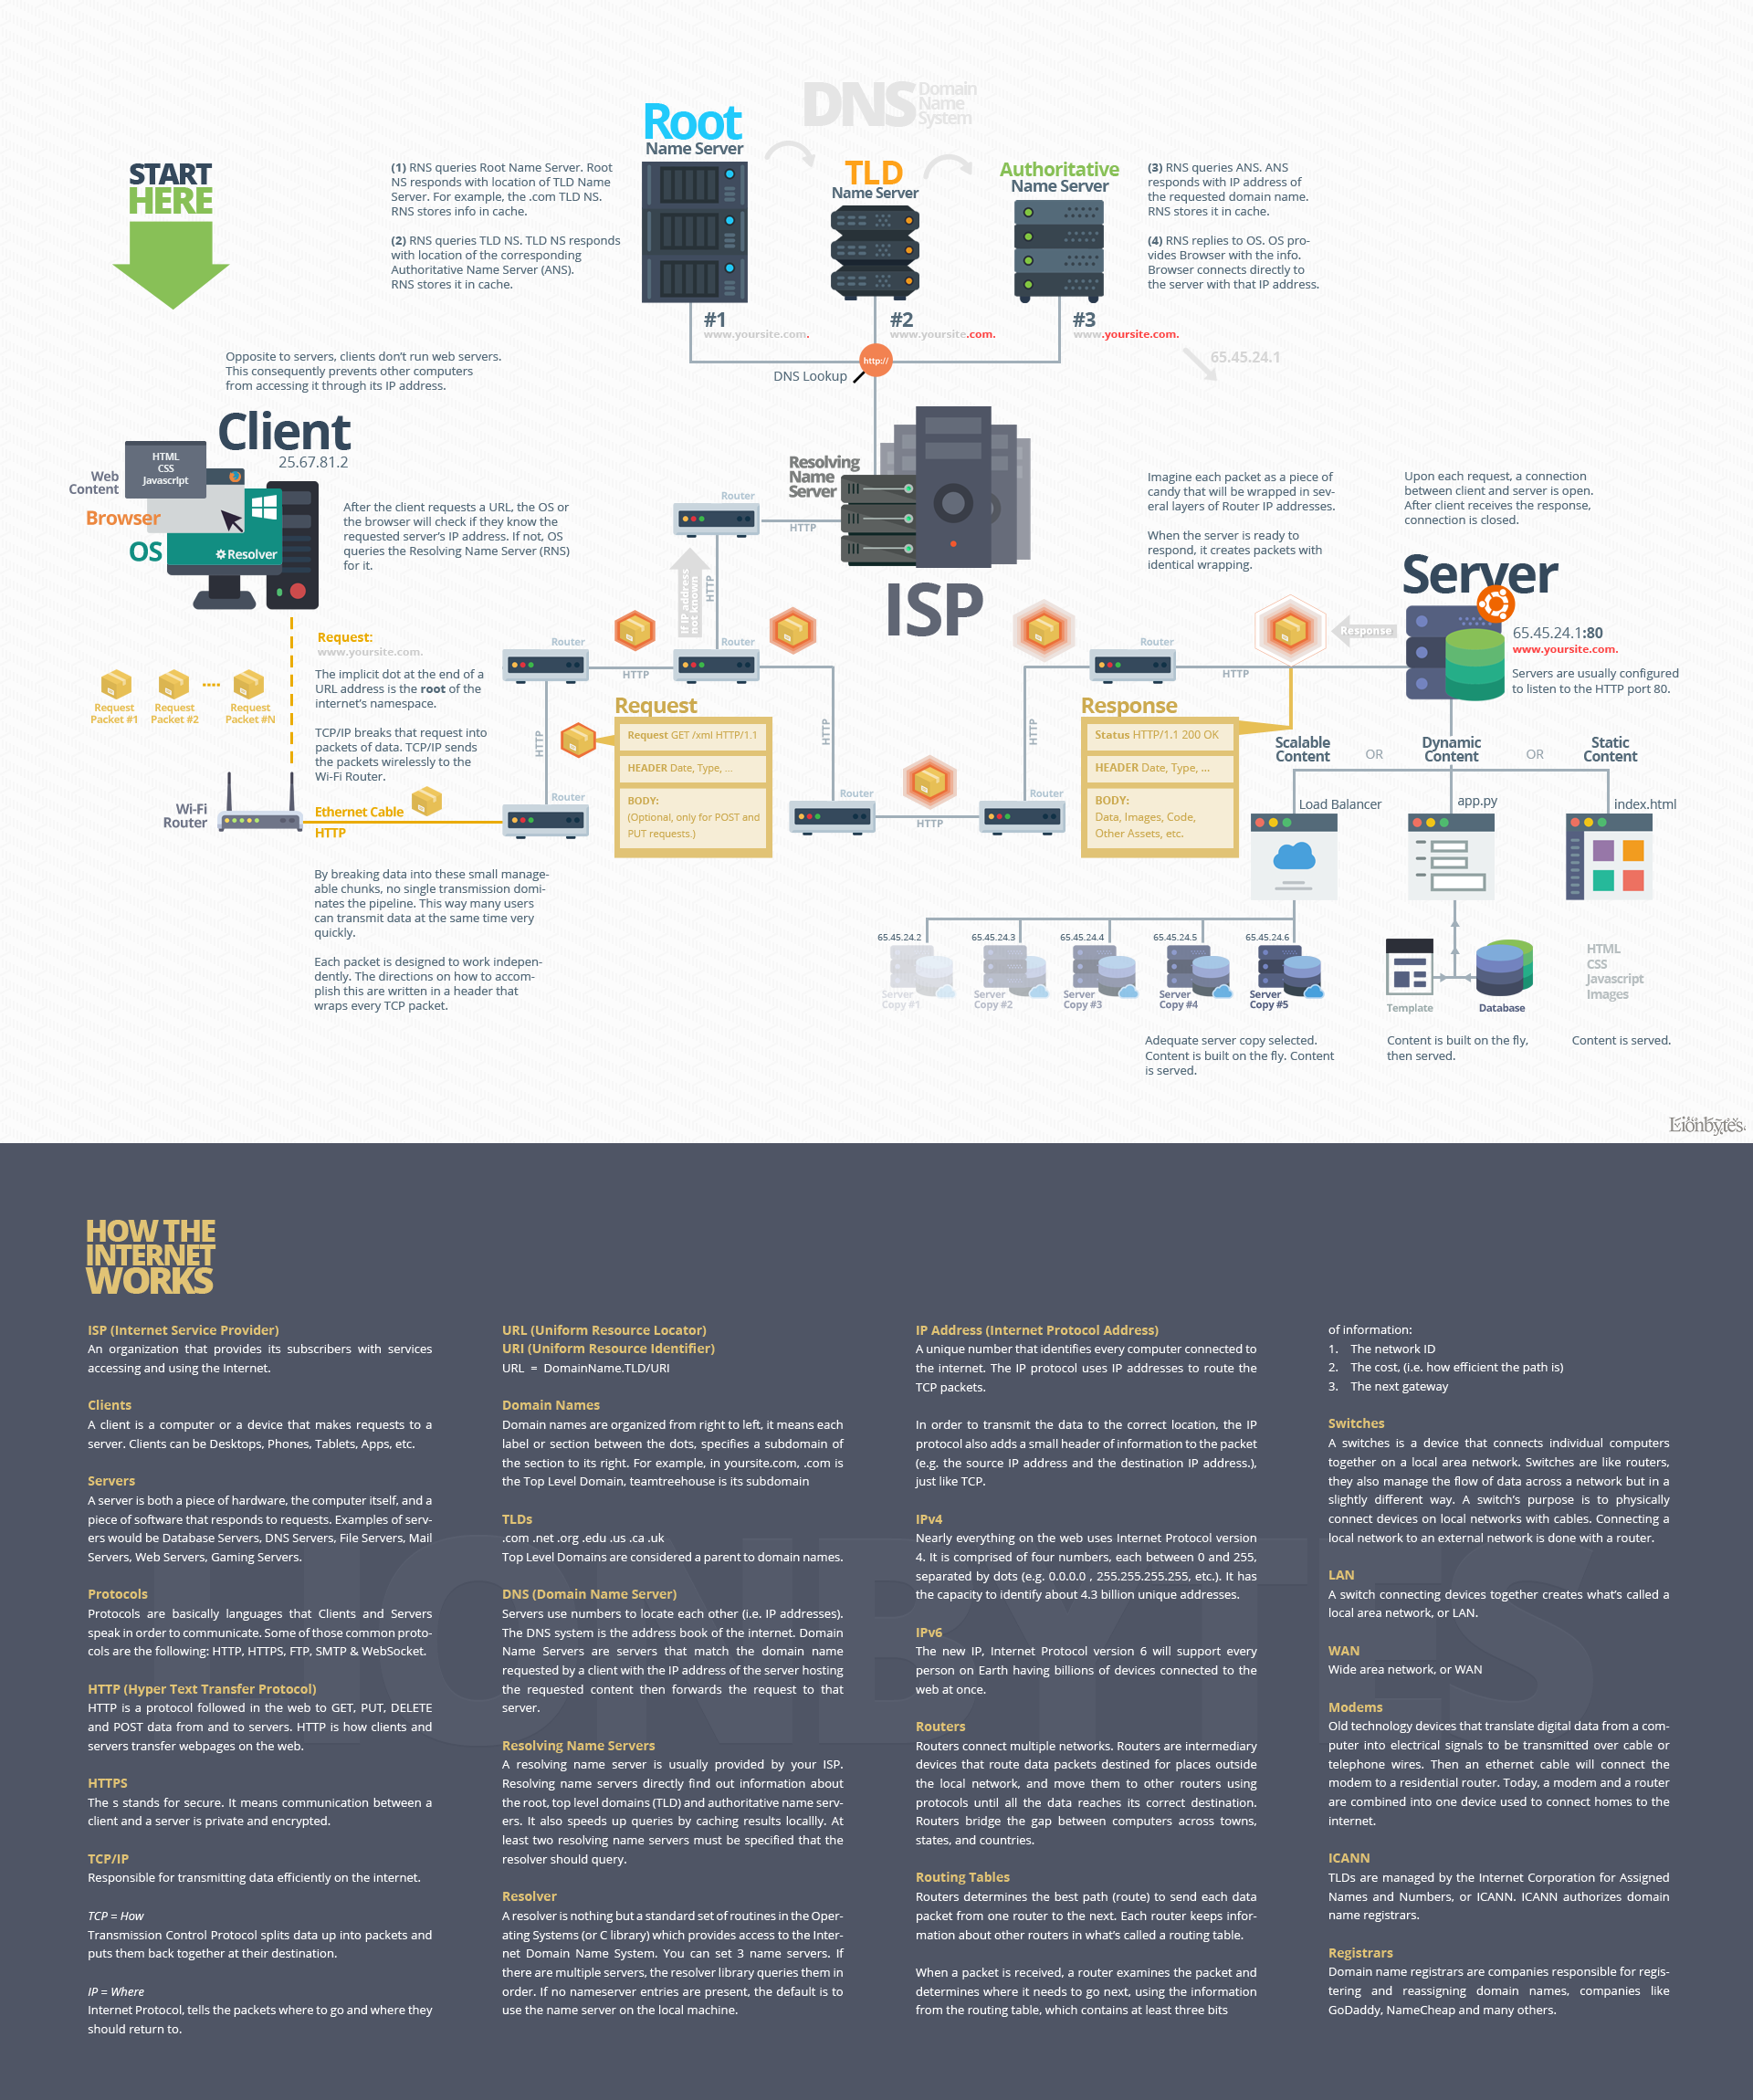 DNS Domain
Name
System
Root
Name Server
TLD
Name Server
Authoritative
Name Server
START
HERE
(1) RNS queries Root Name Server. Root
NS responds with location of TLD Name
Server. For example, the .com TLD NS.
RNS stores info in cache.
(2) RNS queries TLD NS. TLD NS responds
with location of the corresponding
Authoritative Name Server (ANS).
RNS stores it in cache.
(3) RNS queries ANS. ANS
responds with IP address of
the requested domain name.
RNS stores it in cache.
(4) RNS replies to OS. OS pro-
vides Browser with the info.
Browser connects directly to
the server with that IP address.
#1
www.yoursite.com.
#2
www.yoursite.com.
#3
www.yoursite.com.
65.45.24.1
http://
DNS Lookup
Opposite to servers, clients don't run web servers.
This consequently prevents other computers
from accessing it through its IP address.
Client
25.67.81.2
HTML
CSS
Javascript
Web
Content
Browser
OS
Resolver
After the client requests a URL, the OS or
the browser will check if they know the
requested server's IP address. If not, OS
queries the Resolving Name Server (RNS)
for it.
Resolving
Name
Server
Router
HTTP
If IP address
not known
HTTP
ISP
Imagine each packet as a piece of
candy that will be wrapped in sev-
eral layers of Router IP addresses.
When the server is ready to
respond, it creates packets with
identical wrapping.
Upon each request, a connection
between client and server is open.
After client receives the response,
connection is closed.
Server
65.45.24.1:80
www.yoursite.com.
Servers are usually configured
to listen to the HTTP port 80.
Response
Router
HTTP
Router
HTTP
Router
Request:
www.yoursite.com.
The implicit dot at the end of a
URL address is the root of the
internet's namespace.
TCP/IP breaks that request into
packets of data. TCP/IP sends
the packets wirelessly to the
Wi-Fi Router.
Request
Packet #1
Request
Packet #2
Request
Packet #N
Wi-Fi
Router
Ethernet Cable
HTTP
Router
HTTP
Request
Request GET /xml HTTP/1.1
HEADER Date, Type, ...
BODY:
(Optional, only for POST and
PUT requests.)
HTTP
Router
HTTP
Router
HTTP
Response
Status HTTP/1.1 200 OK
HEADER Date, Type, ...
BODY:
Data, Images, Code,
Other Assets, etc.
Scalable
Content
OR
Dynamic
Content
OR
Static
Content
Load Balancer
app.py
index.html
By breaking data into these small manage-
able chunks, no single transmission domi-
nates the pipeline. This way many users
can transmit data at the same time very
quickly.
Each packet is designed to work indepen-
dently. The directions on how to accom-
plish this are written in a header that
wraps every TCP packet.
65.45.24.2
65.45.24.3
65.45.24.4
65.45.24.5
65.45.24.6
Server
Copy #1
Server
Copy #2
Server
Copy #3
Server
Copy #4
Server
Copy #5
Template
Database
HTML
CSS
Javascript
Images
Adequate server copy selected.
Content is built on the fly. Content
is served.
Content is built on the fly,
then served.
Content is served.
Lionbytes
HOW THE
INTERNET
WORKS
ISP (Internet Service Provider)
An organization that provides its subscribers with services
accessing and using the Internet.
Clients
A client is a computer or a device that makes requests to a
server. Clients can be Desktops, Phones, Tablets, Apps, etc.
Servers
A server is both a piece of hardware, the computer itself, and a
piece of software that responds to requests. Examples of serv-
ers would be Database Servers, DNS Servers, File Servers, Mail
Servers, Web Servers, Gaming Servers.
Protocols
Protocols are basically languages that Clients and Servers
speak in order to communicate. Some of those common proto-
cols are the following: HTTP, HTTPS, FTP, SMTP & WebSocket.
HTTP (Hyper Text Transfer Protocol)
HTTP is a protocol followed in the web to GET, PUT, DELETE
and POST data from and to servers. HTTP is how clients and
servers transfer webpages on the web.
HTTPS
The s stands for secure. It means communication between a
client and a server is private and encrypted.
TCP/IP
Responsible for transmitting data efficiently on the internet.
TCP = How
Transmission Control Protocol splits data up into packets and
puts them back together at their destination.
IP = Where
Internet Protocol, tells the packets where to go and where they
should return to.
URL (Uniform Resource Locator)
URI (Uniform Resource Identifier)
URL = DomainName.TLD/URI
Domain Names
Domain names are organized from right to left, it means each
label or section between the dots, specifies a subdomain of
the section to its right. For example, in yoursite.com, .com is
the Top Level Domain, teamtreehouse is its subdomain
TLDs
.com .net .org .edu .us .ca .uk
Top Level Domains are considered a parent to domain names.
DNS (Domain Name Server)
Servers use numbers to locate each other (i.e. IP addresses).
The DNS system is the address book of the internet. Domain
Name Servers are servers that match the domain name
requested by a client with the IP address of the server hosting
the requested content then forwards the request to that
server.
Resolving Name Servers
A resolving name server is usually provided by your ISP.
Resolving name servers directly find out information about
the root, top level domains (TLD) and authoritative name serv-
ers. It also speeds up queries by caching results locallly. At
least two resolving name servers must be specified that the
resolver should query.
Resolver
A resolver is nothing but a standard set of routines in the Oper-
ating Systems (or C library) which provides access to the Inter-
net Domain Name System. You can set 3 name servers. If
there are multiple servers, the resolver library queries them in
order. If no nameserver entries are present, the default is to
use the name server on the local machine.
IP Address (Internet Protocol Address)
A unique number that identifies every computer connected to
the internet. The IP protocol uses IP addresses to route the
TCP packets.
In order to transmit the data to the correct location, the IP
protocol also adds a small header of information to the packet
(e.g. the source IP address and the destination IP address.),
just like TCP.
IPv4
Nearly everything on the web uses Internet Protocol version
4. It is comprised of four numbers, each between 0 and 255,
separated by dots (e.g. 0.0.0.0 , 255.255.255.255, etc.). It has
the capacity to identify about 4.3 billion unique addresses.
IPv6
The new IP, Internet Protocol version 6 will support every
person on Earth having billions of devices connected to the
web at once.
Routers
Routers connect multiple networks. Routers are intermediary
devices that route data packets destined for places outside
the local network, and move them to other routers using
protocols until all the data reaches its correct destination.
Routers bridge the gap between computers across towns,
states, and countries.
Routing Tables
Routers determines the best path (route) to send each data
packet from one router to the next. Each router keeps infor-
mation about other routers in what's called a routing table.
When a packet is received, a router examines the packet and
determines where it needs to go next, using the information
from the routing table, which contains at least three bits
of information:
1. The network ID
2. The cost, (i.e. how efficient the path is)
3. The next gateway
Switches
A switches is a device that connects individual computers
together on a local area network. Switches are like routers,
they also manage the flow of data across a network but in a
slightly different way. A switch's purpose is to physically
connect devices on local networks with cables. Connecting a
local network to an external network is done with a router.
LAN
A switch connecting devices together creates what's called a
local area network, or LAN.
WAN
Wide area network, or WAN
Modems
Old technology devices that translate digital data from a com-
puter into electrical signals to be transmitted over cable or
telephone wires. Then an ethernet cable will connect the
modem to a residential router. Today, a modem and a router
are combined into one device used to connect homes to the
internet.
ICANN
TLDs are managed by the Internet Corporation for Assigned
Names and Numbers, or ICANN. ICANN authorizes domain
name registrars.
Registrars
Domain name registrars are companies responsible for regis-
tering and reassigning domain names, companies like
GoDaddy, NameCheap and many others.
LIONBYTES